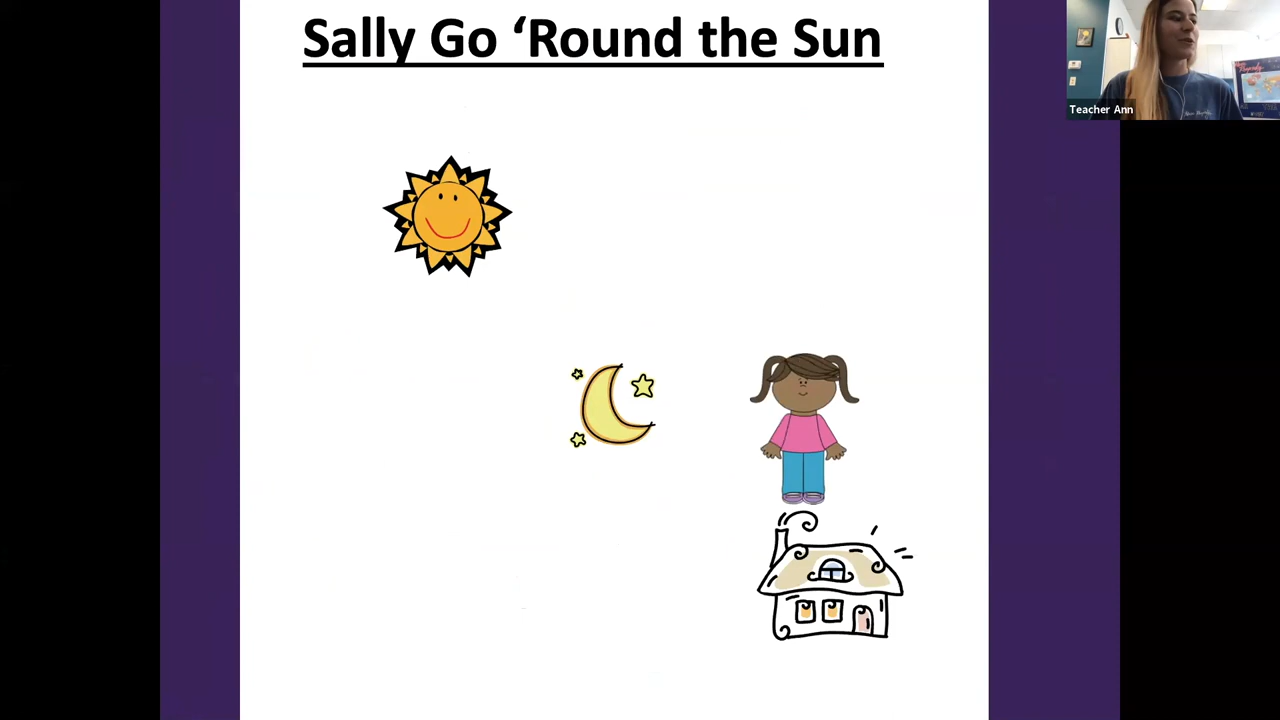 Sally Go ‘Round the Sun
Teacher Ann